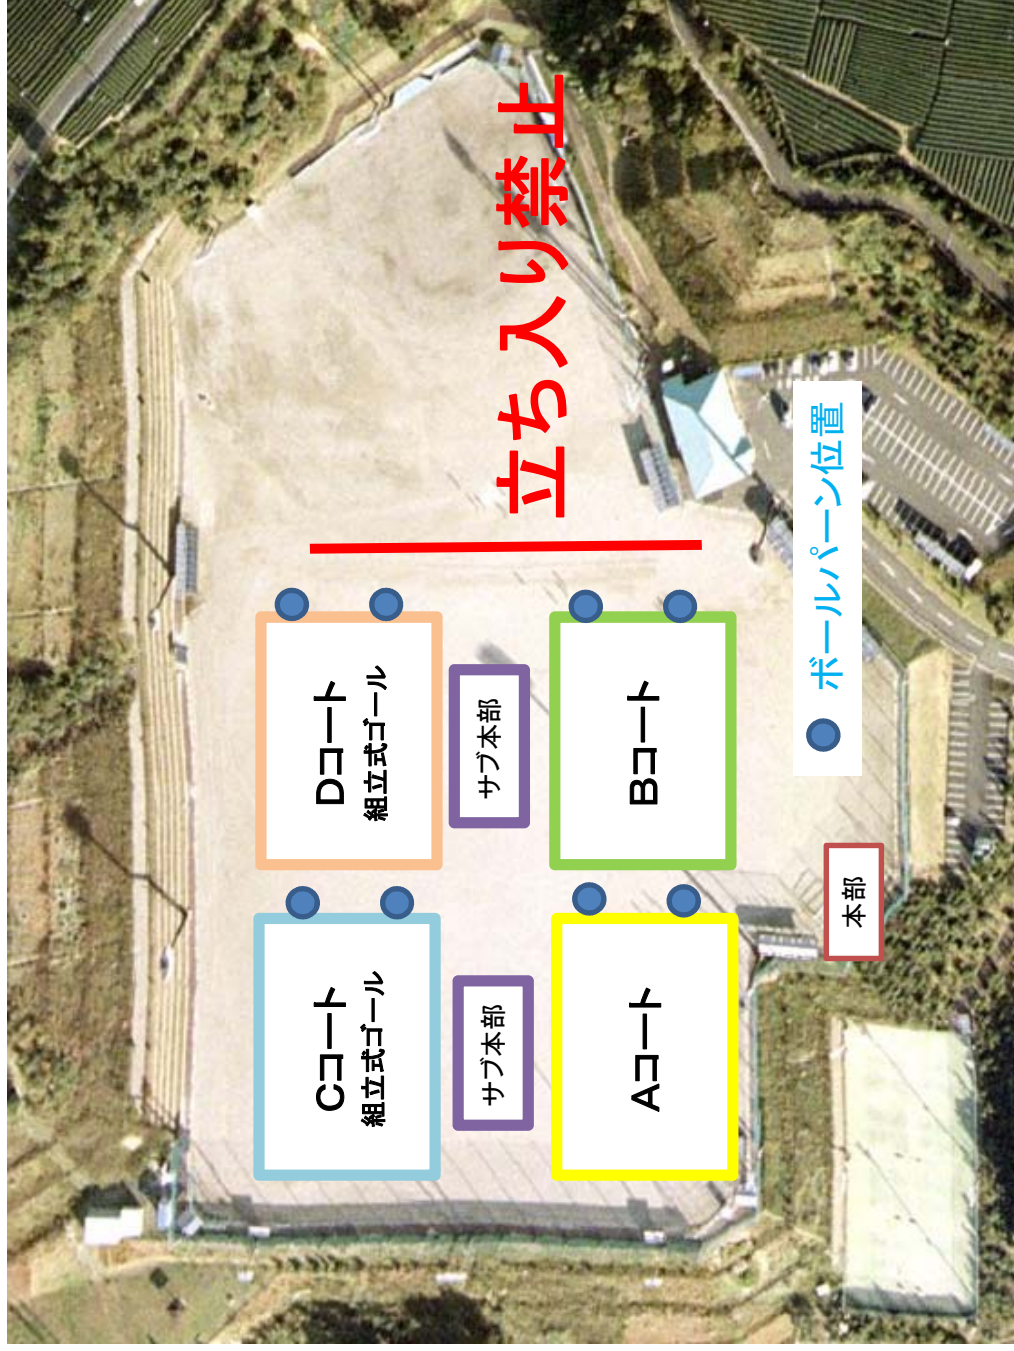 Cコート
組立式ゴール
Dコート
組立式ゴール
サブ本部
サブ本部
立ち入り禁止
Aコート
Bコート
本部
ボールパーン位置